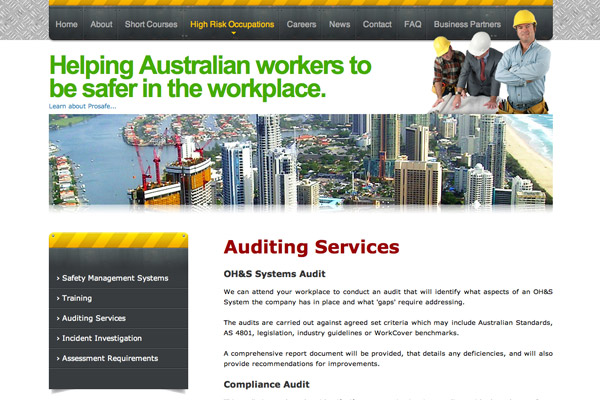 Home About Short Courses High Risk Occupations Careers News Contact FAQ Business Partners
Helping Australian workers to
be safer in the workplace.
Learn about Prosafe...
› Safety Management Systems
› Training
› Auditing Services
› Incident Investigation
› Assessment Requirements
Auditing Services
OH&S Systems Audit
We can attend your workplace to conduct an audit that will identify what aspects of an OH&S
System the company has in place and what 'gaps' require addressing.
The audits are carried out against agreed set criteria which may include Australian Standards,
AS 4801, legislation, industry guidelines or WorkCover benchmarks.
A comprehensive report document will be provided, that details any deficiencies, and will also
provide recommendations for improvements.
Compliance Audit